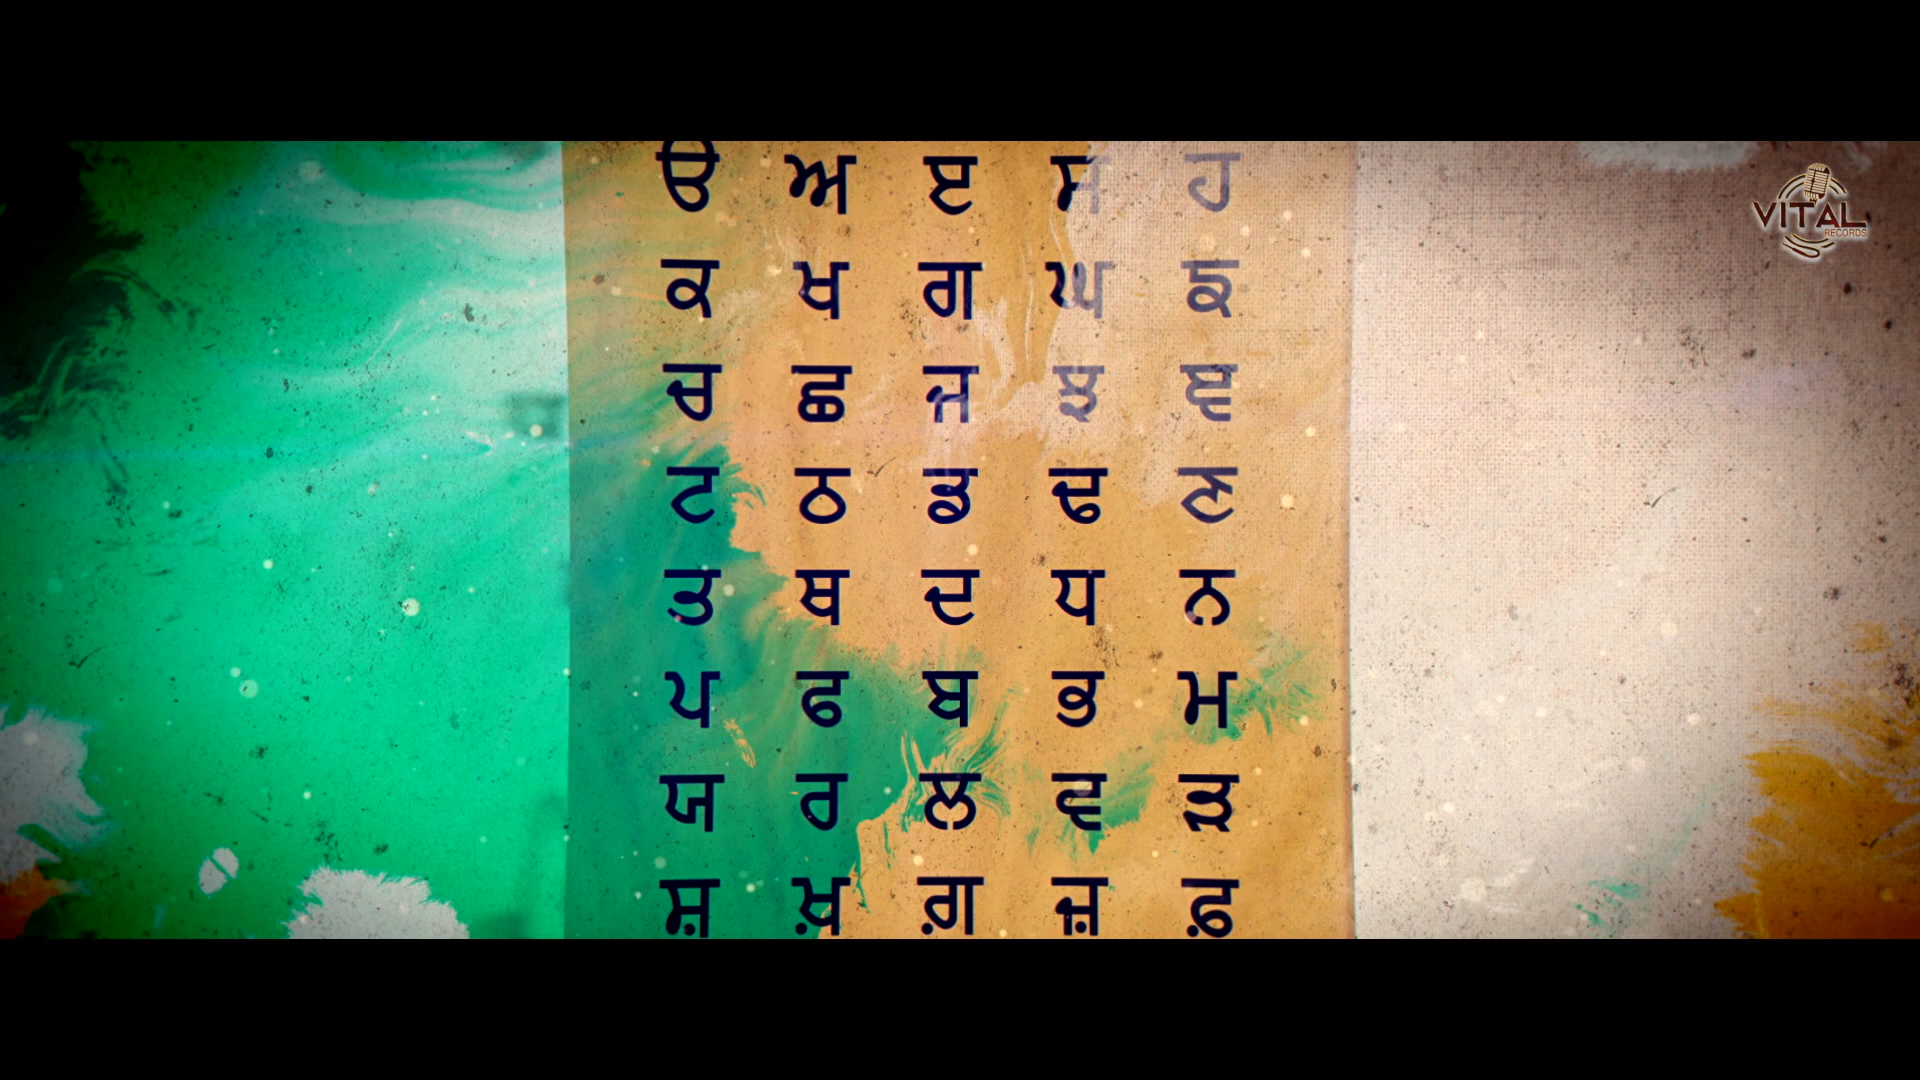 ੳ ਅ ੲ ਸ ਹ
ਕ ਖ ਗ ਘ ਙ
ਚ ਛ ਜ ਝ ਞ
ਟ ਠ ਡ ਢ ਣ
ਤ ਥ ਦ ਧ ਨ
ਪ ਫ ਬ ਭ ਮ
ਯ ਰ ਲ ਵ ੜ
ਸ਼ ਖ਼ ਗ਼ ਜ਼ ਫ਼
VITAL
RECORDS